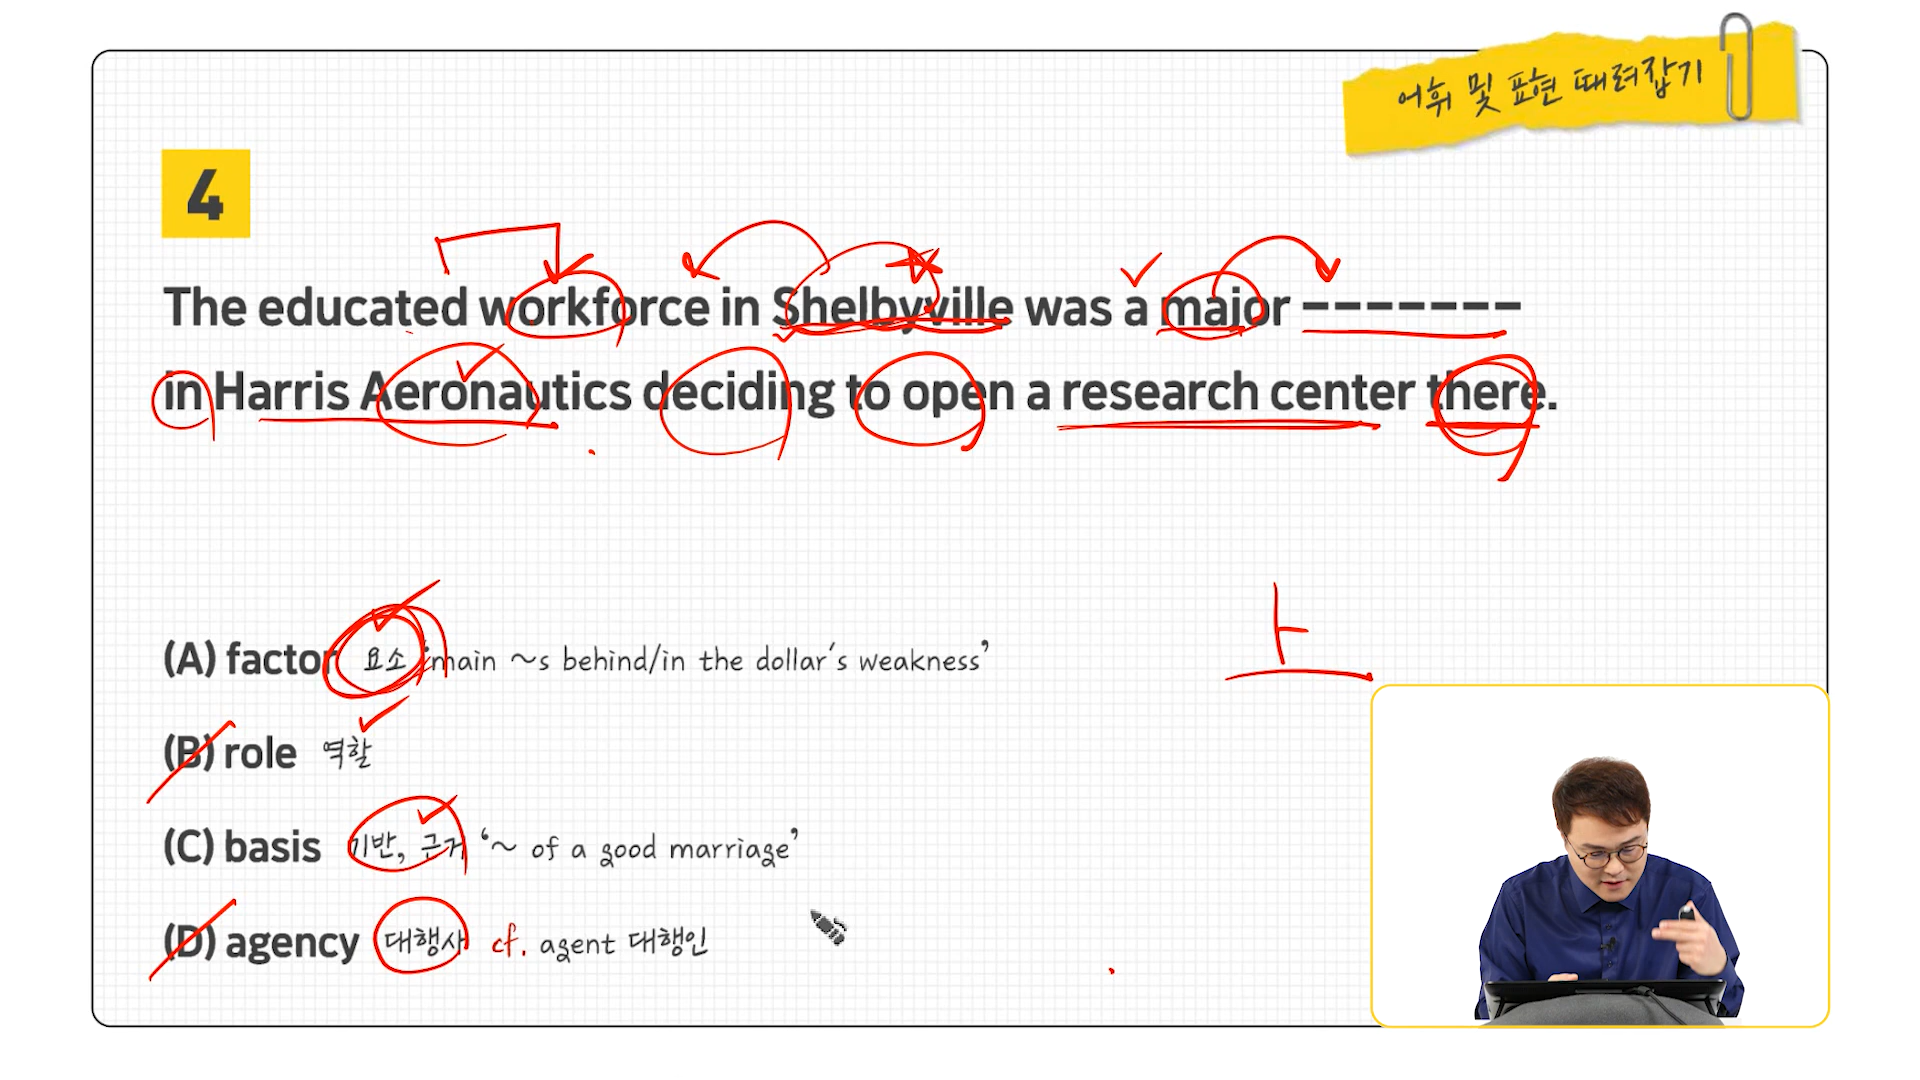 어휘 및 표현 때려잡기
4
The educated workforce in Shelbyville was a major -------
in Harris Aeronautics deciding to open a research center there.
(A) factor 요소 ‘main ~s behind/in the dollar’s weakness’
(B) role 역할
(C) basis 기반, 근거 ‘~ of a good marriage’
(D) agency 대행사 cf. agent 대행인